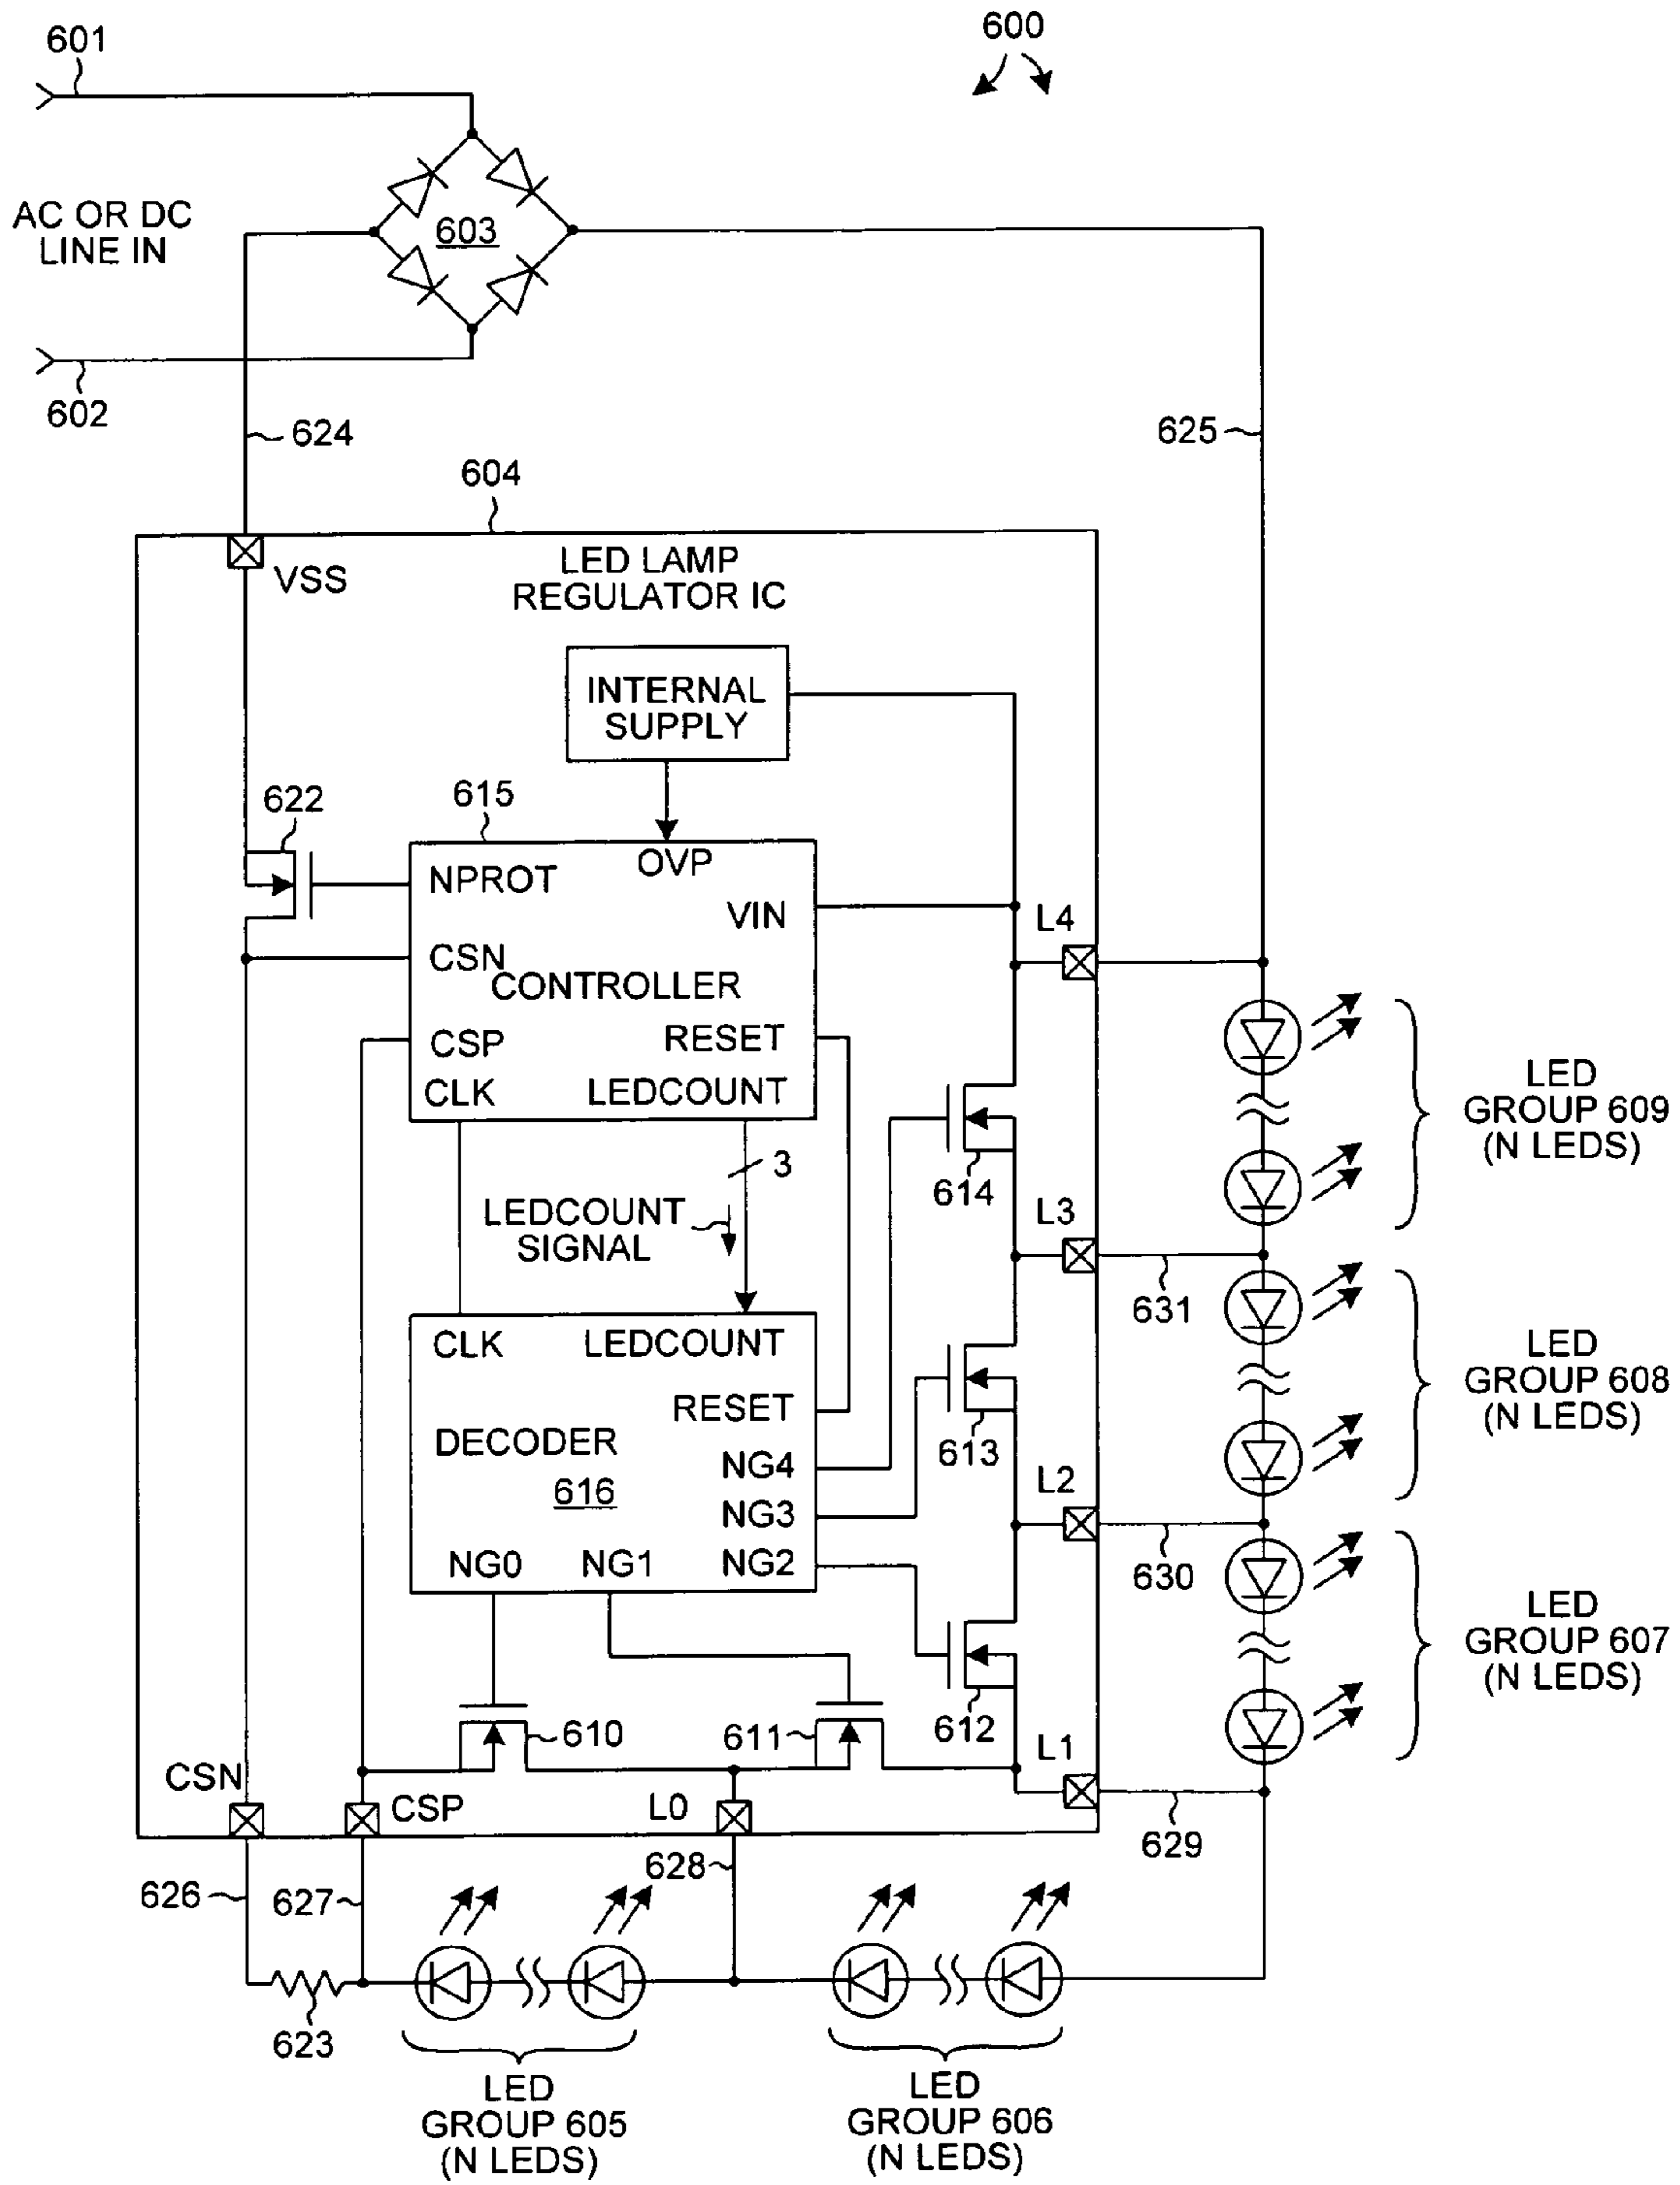 600
601
AC OR DC
LINE IN
603
602
624
625
604
LED LAMP
REGULATOR IC
VSS
INTERNAL
SUPPLY
622
615
NPROT
OVP
VIN
CSN
CONTROLLER
CSP
RESET
CLK
LEDCOUNT
L4
LED
GROUP 609
(N LEDS)
3
LEDCOUNT
SIGNAL
614
L3
631
CLK
LEDCOUNT
RESET
DECODER
616
NG4
NG3
NG2
NG0
NG1
613
LED
GROUP 608
(N LEDS)
L2
630
LED
GROUP 607
(N LEDS)
610
611
612
L1
629
CSN
CSP
L0
626
627
628
623
LED
GROUP 605
(N LEDS)
LED
GROUP 606
(N LEDS)